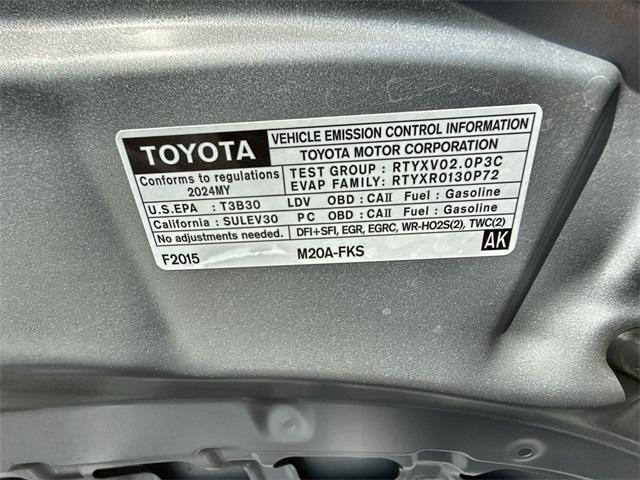 TOYOTA
VEHICLE EMISSION CONTROL INFORMATION
TOYOTA MOTOR CORPORATION
Conforms to regulations
2024MY
TEST GROUP : RTYXV02.0P3C
EVAP FAMILY: RTYXR0130P72
U.S.EPA : T3B30 LDV OBD : CAII Fuel : Gasoline
California : SULEV30 PC OBD : CAII Fuel : Gasoline
No adjustments needed. DFI+SFI, EGR, EGRC, WR-HO2S(2), TWC(2)
F2015 M20A-FKS AK